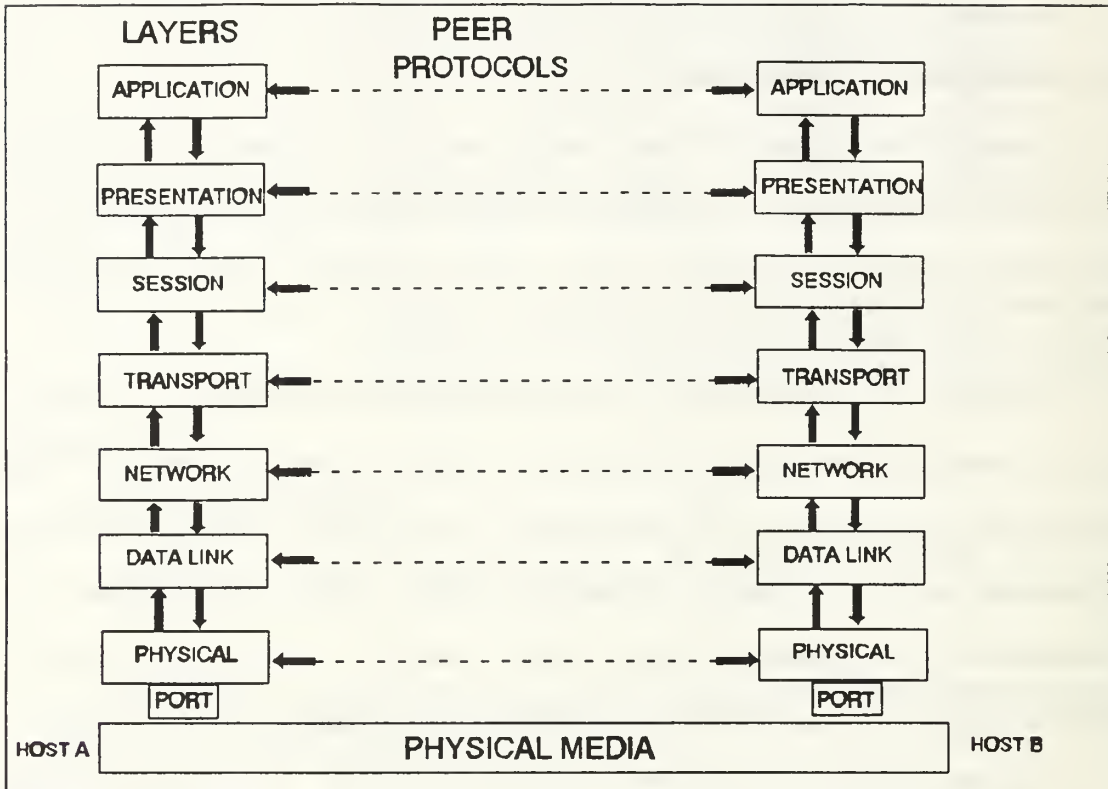 LAYERS
PEER
PROTOCOLS
APPLICATION
APPLICATION
PRESENTATION
PRESENTATION
SESSION
SESSION
TRANSPORT
TRANSPORT
NETWORK
NETWORK
DATA LINK
DATA LINK
PHYSICAL
PHYSICAL
PORT
PORT
HOST A
PHYSICAL MEDIA
HOST B